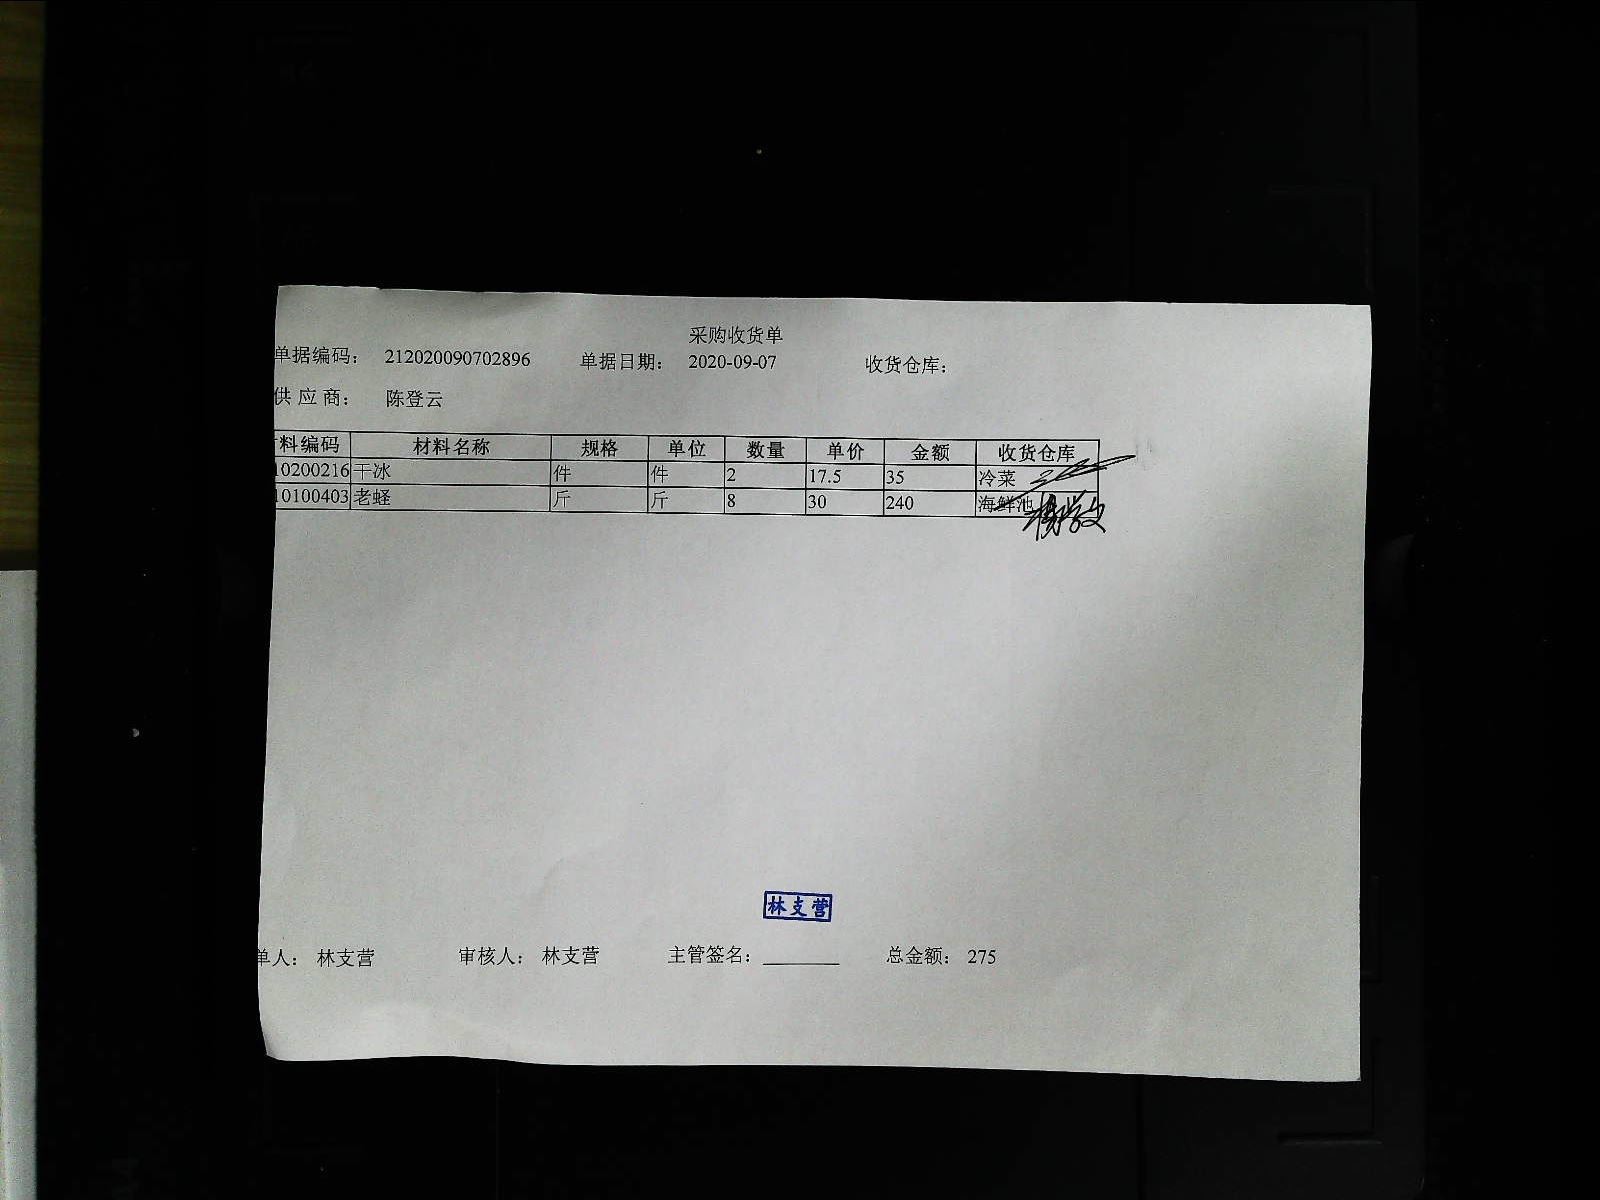 采购收货单
单据编码： 212020090702896 单据日期： 2020-09-07 收货仓库：
供 应 商： 陈登云
料编码 材料名称 规格 单位 数量 单价 金额 收货仓库
10200216 干冰 件 件 2 17.5 35 冷菜
10100403 老蛏 斤 斤 8 30 240 海鲜池
林支营
单人： 林支营 审核人： 林支营 主管签名： 总金额： 275